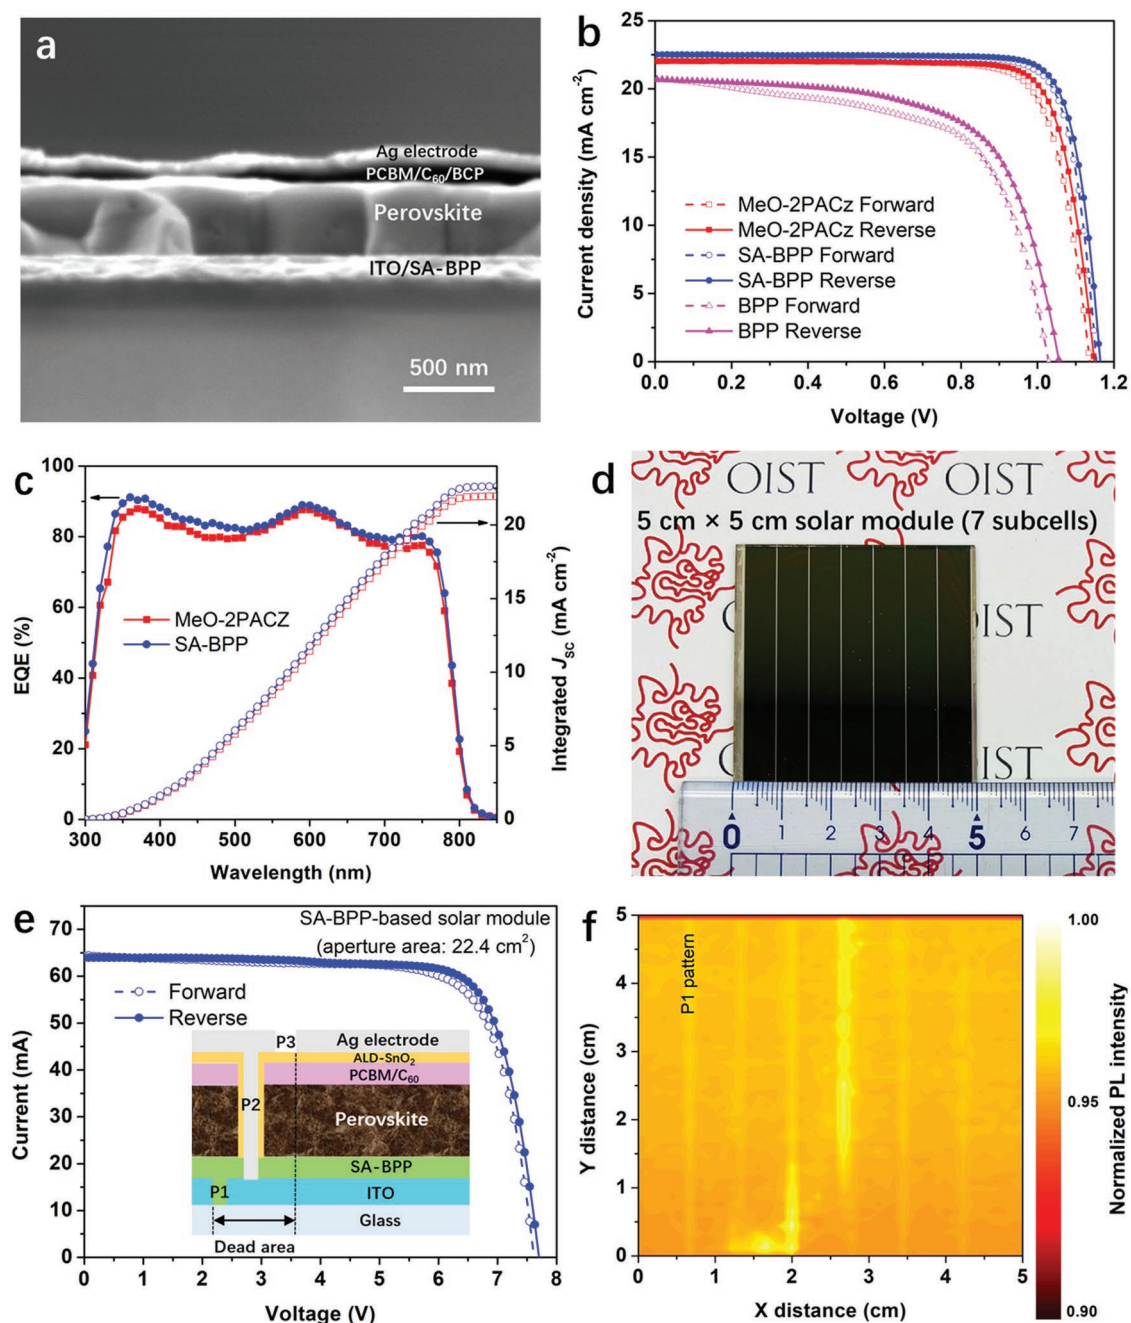 a
Ag electrode
PCBM/C₆₀/BCP
Perovskite
ITO/SA-BPP
500 nm
b
Current density (mA cm⁻²)
25
20
15
10
5
0
MeO-2PACz Forward
MeO-2PACz Reverse
SA-BPP Forward
SA-BPP Reverse
BPP Forward
BPP Reverse
0.0 0.2 0.4 0.6 0.8 1.0 1.2
Voltage (V)
c
EQE (%)
100
80
60
40
20
0
MeO-2PACZ
SA-BPP
20
15
10
5
0
Integrated Jsc (mA cm⁻²)
300 400 500 600 700 800
Wavelength (nm)
d
OIST OIST
5 cm × 5 cm solar module (7 subcells)
IST
0 1 2 3 4 5 6 7
e
Current (mA)
75
60
45
30
15
0
SA-BPP-based solar module
(aperture area: 22.4 cm²)
Forward
Reverse
P3
Ag electrode
ALD-SnO₂
PCBM/C₆₀
P2
Perovskite
SA-BPP
P1
ITO
Glass
Dead area
0 1 2 3 4 5 6 7 8
Voltage (V)
f
P1 pattern
Y distance (cm)
5
4
3
2
1
0
0 1 2 3 4 5
X distance (cm)
1.00
0.95
0.90
Normalized PL intensity